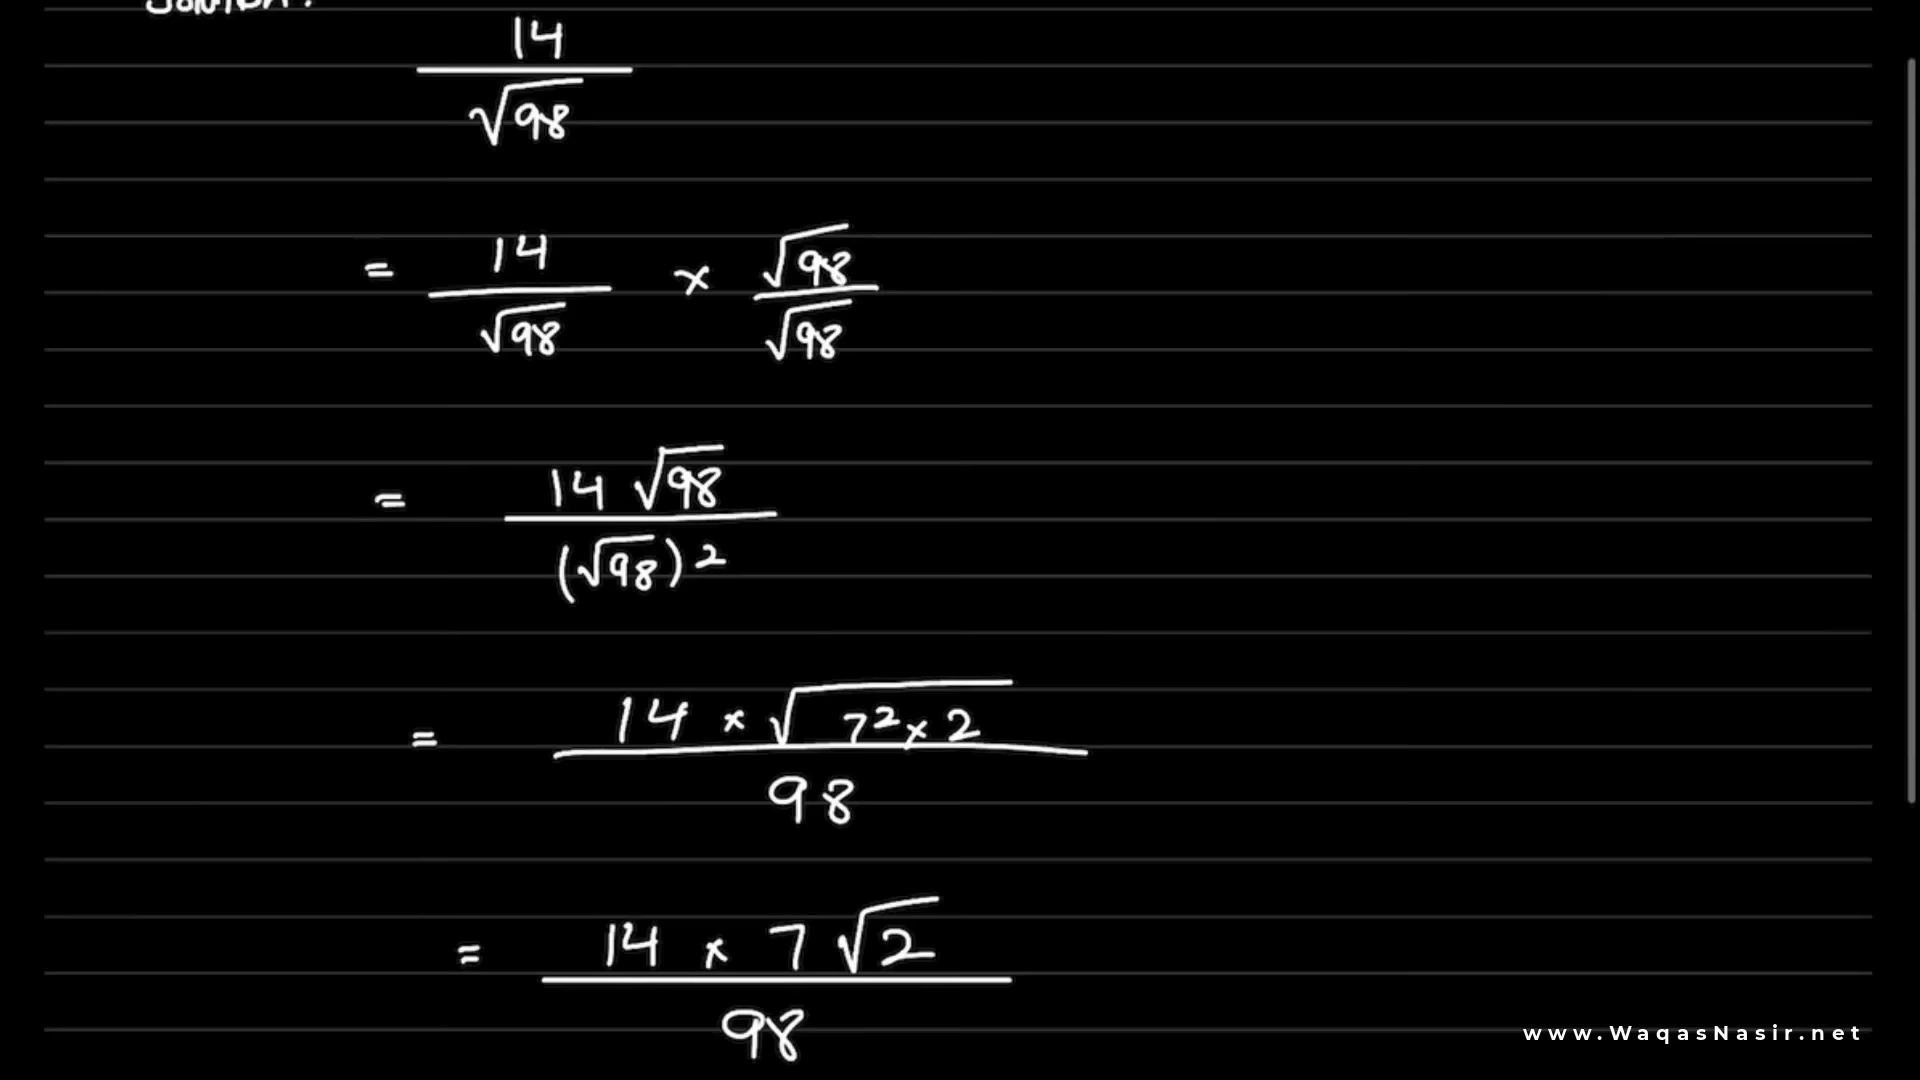 14
√98
= 14/√98 × √98/√98
= 14 √98
(√98)²
= 14 × √7² × 2
98
= 14 × 7 √2
98
www.WaqasNasir.net